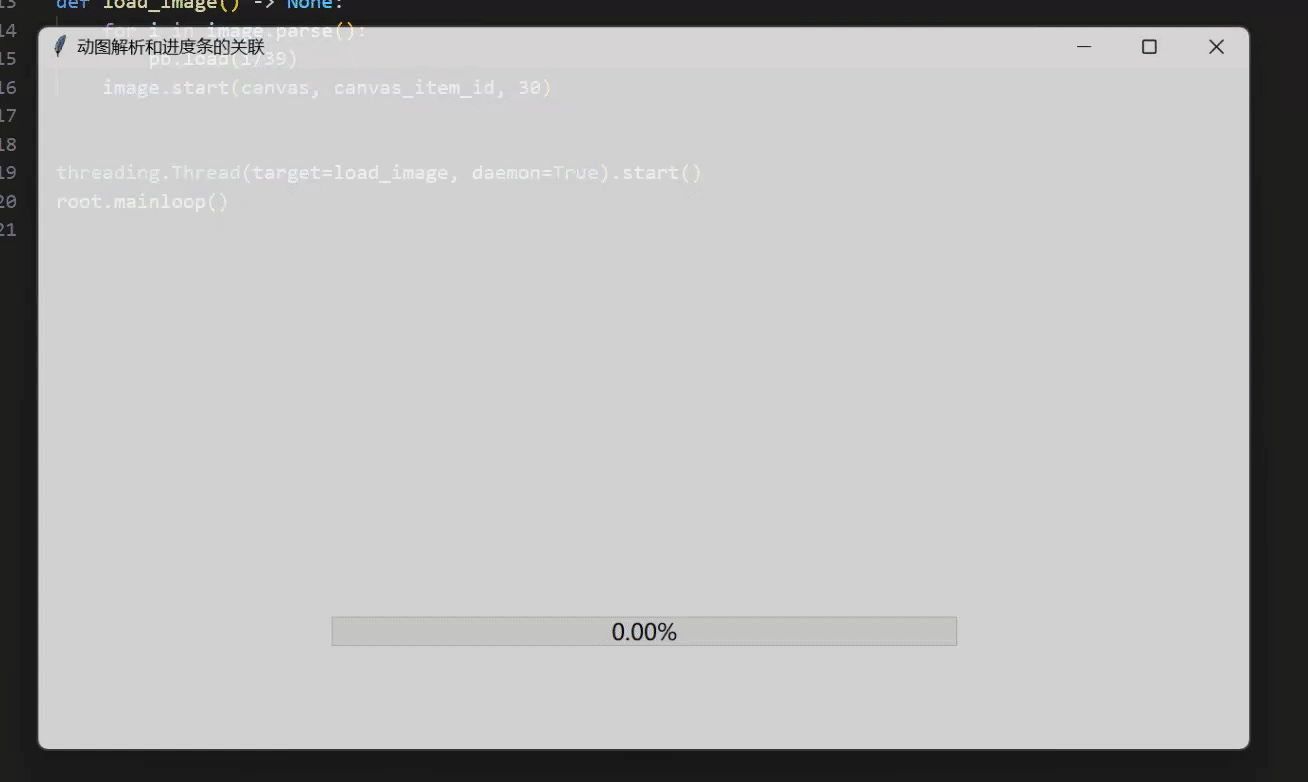 13 def load_image() -> None:
14 for i in image.parse():
动图解析和进度条的关联
15 pb.load(i/39)
16 image.start(canvas, canvas_item_id, 30)
17
18
19 threading.Thread(target=load_image, daemon=True).start()
20 root.mainloop()
21
0.00%